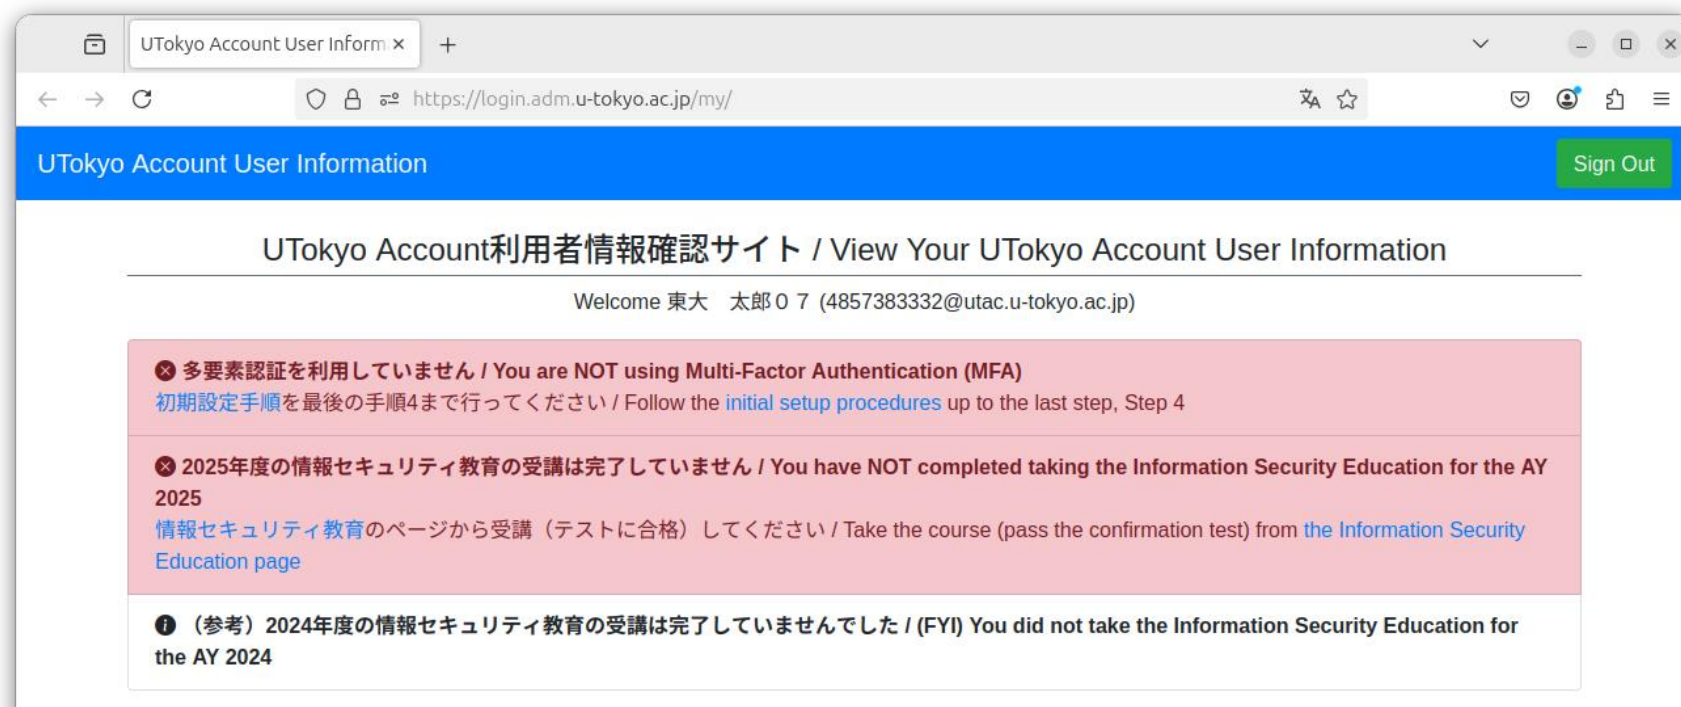 UTokyo Account User Inform
https://login.adm.u-tokyo.ac.jp/my/
UTokyo Account User Information
Sign Out
UTokyo Account利用者情報確認サイト / View Your UTokyo Account User Information
Welcome 東大　太郎０７ (4857383332@utac.u-tokyo.ac.jp)
多要素認証を利用していません / You are NOT using Multi-Factor Authentication (MFA)
初期設定手順を最後の手順4まで行ってください / Follow the initial setup procedures up to the last step, Step 4
2025年度の情報セキュリティ教育の受講は完了していません / You have NOT completed taking the Information Security Education for the AY
2025
情報セキュリティ教育のページから受講（テストに合格）してください / Take the course (pass the confirmation test) from the Information Security
Education page
（参考）2024年度の情報セキュリティ教育の受講は完了していませんでした / (FYI) You did not take the Information Security Education for
the AY 2024